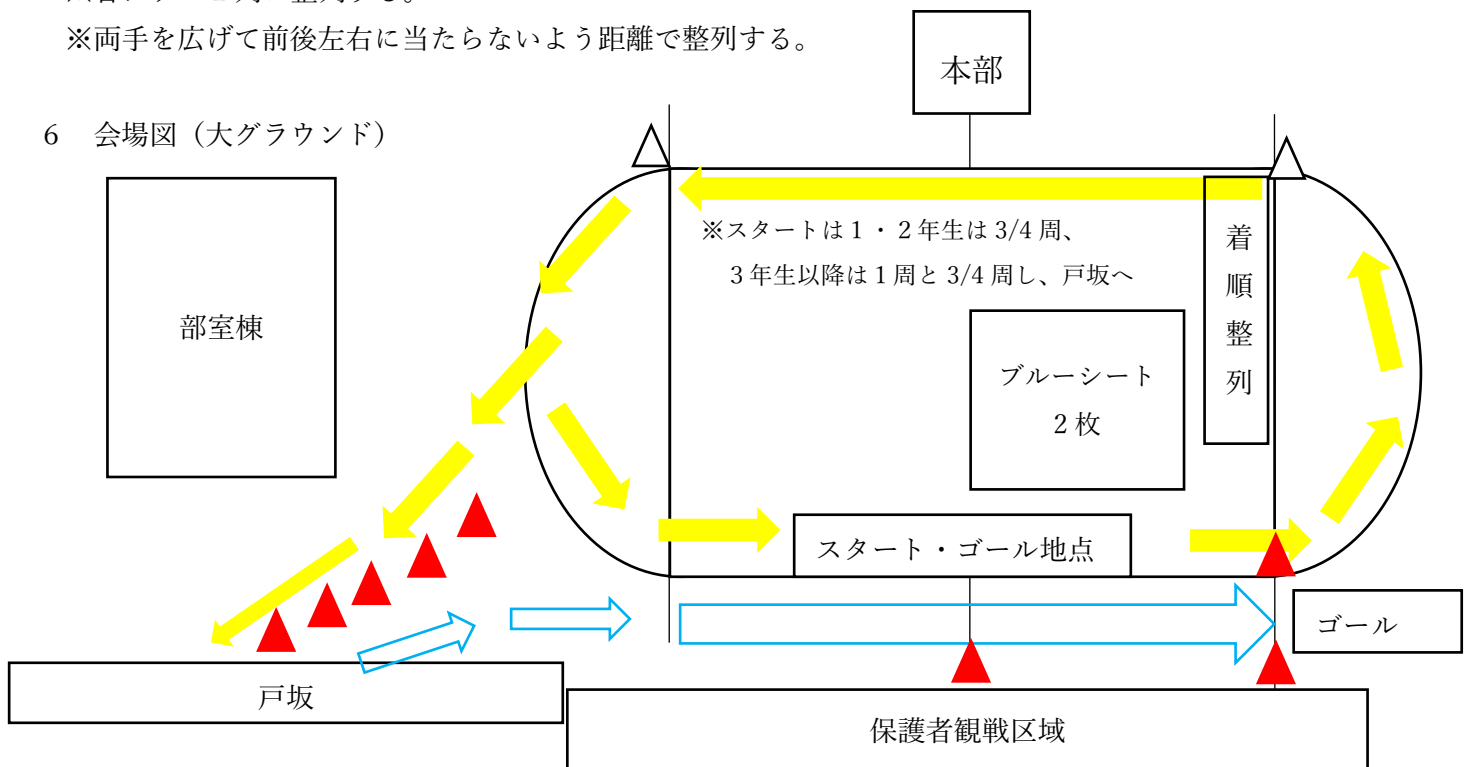 ※両手を広げて前後左右に当たらないよう距離で整列する。
本部
6　会場図（大グラウンド）
※スタートは１・２年生は 3/4 周、
３年生以降は１周と 3/4 周し、戸坂へ
着順整列
部室棟
ブルーシート
２枚
スタート・ゴール地点
ゴール
戸坂
保護者観戦区域